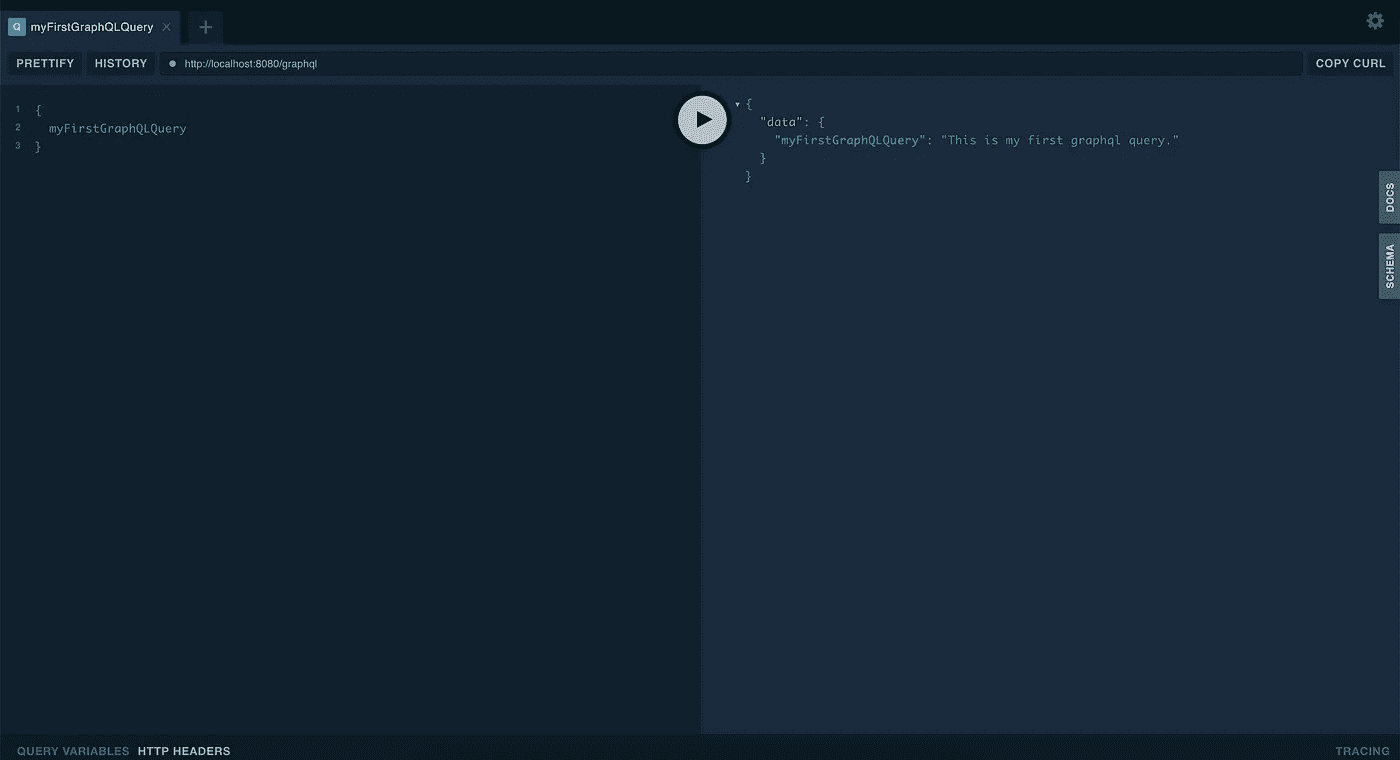 Q myFirstGraphQLQuery × +
PRETTIFY HISTORY http://localhost:8080/graphql COPY CURL
1 {
2 myFirstGraphQLQuery
3 }
{
"data": {
"myFirstGraphQLQuery": "This is my first graphql query."
}
}
DOCS
SCHEMA
QUERY VARIABLES HTTP HEADERS TRACING